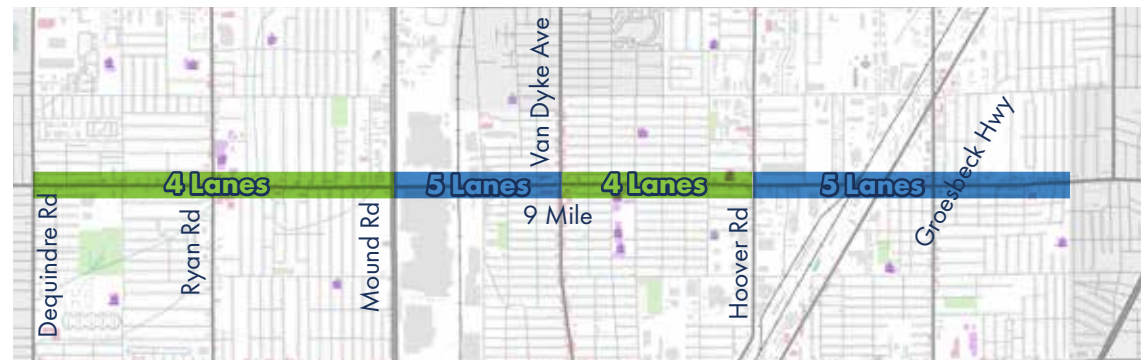 Van Dyke Ave
Groesbeck Hwy
4 Lanes
5 Lanes
4 Lanes
5 Lanes
9 Mile
Dequindre Rd
Ryan Rd
Mound Rd
Hoover Rd